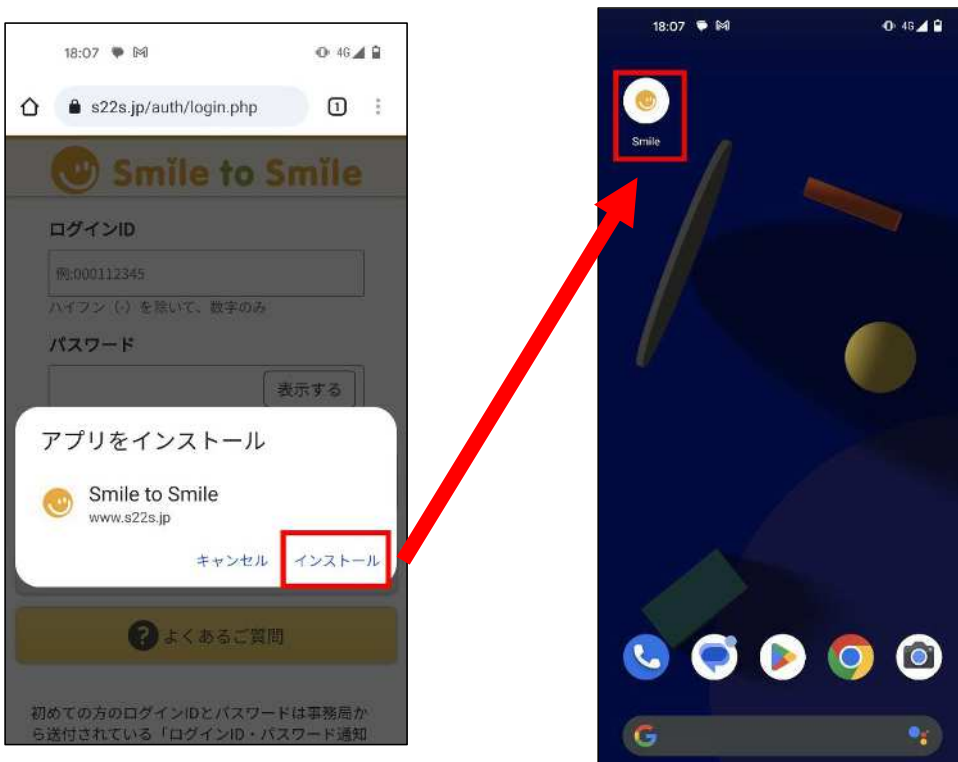 18:07
4G
s22s.jp/auth/login.php
1
Smile to Smile
ログインID
例:000112345
ハイフン（-）を除いて、数字のみ
パスワード
表示する
アプリをインストール
Smile to Smile
www.s22s.jp
キャンセル
インストール
?よくあるご質問
初めての方のログインIDとパスワードは事務局か
ら送付されている「ログインID・パスワード通知
18:07
4G
Smile
G